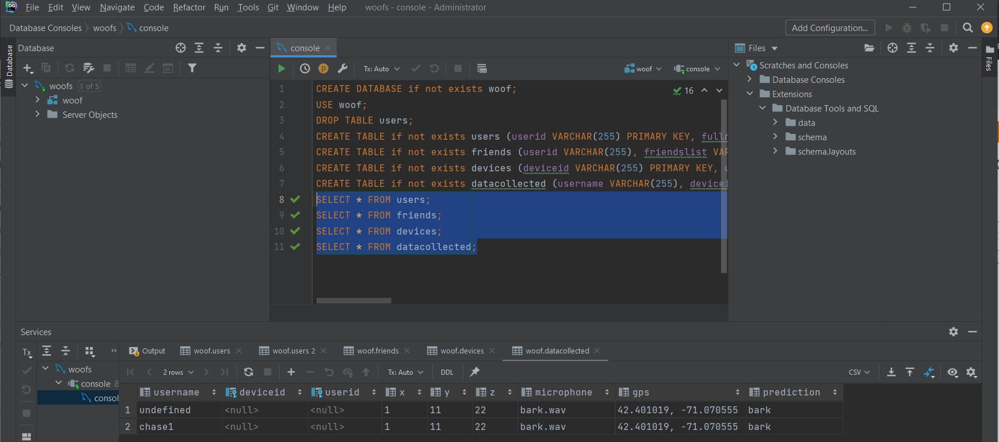 DG File Edit View Navigate Code Refactor Run Tools Git Window Help woofs - console - Administrator
Database Consoles woofs console Add Configuration...
Database
Database
console
Files
Files
Tx: Auto
woof
console
woofs 1 of 5
woof
Server Objects
1 CREATE DATABASE if not exists woof;
2 USE woof;
3 DROP TABLE users;
4 CREATE TABLE if not exists users (userid VARCHAR(255) PRIMARY KEY, fulln
5 CREATE TABLE if not exists friends (userid VARCHAR(255), friendslist VAR
6 CREATE TABLE if not exists devices (deviceid VARCHAR(255) PRIMARY KEY, u
7 CREATE TABLE if not exists datacollected (username VARCHAR(255), devicei
8 SELECT * FROM users;
9 SELECT * FROM friends;
10 SELECT * FROM devices;
11 SELECT * FROM datacollected;
16
Scratches and Consoles
Database Consoles
Extensions
Database Tools and SQL
data
schema
schema.layouts
Services
Tx
woofs
console 8
consol
Output woof.users woof.users 2 woof.friends woof.devices woof.datacollected
2 rows Tx: Auto DDL CSV
username deviceid userid x y z microphone gps prediction
1 undefined <null> <null> 1 11 22 bark.wav 42.401019, -71.070555 bark
2 chase1 <null> <null> 1 11 22 bark.wav 42.401019, -71.070555 bark